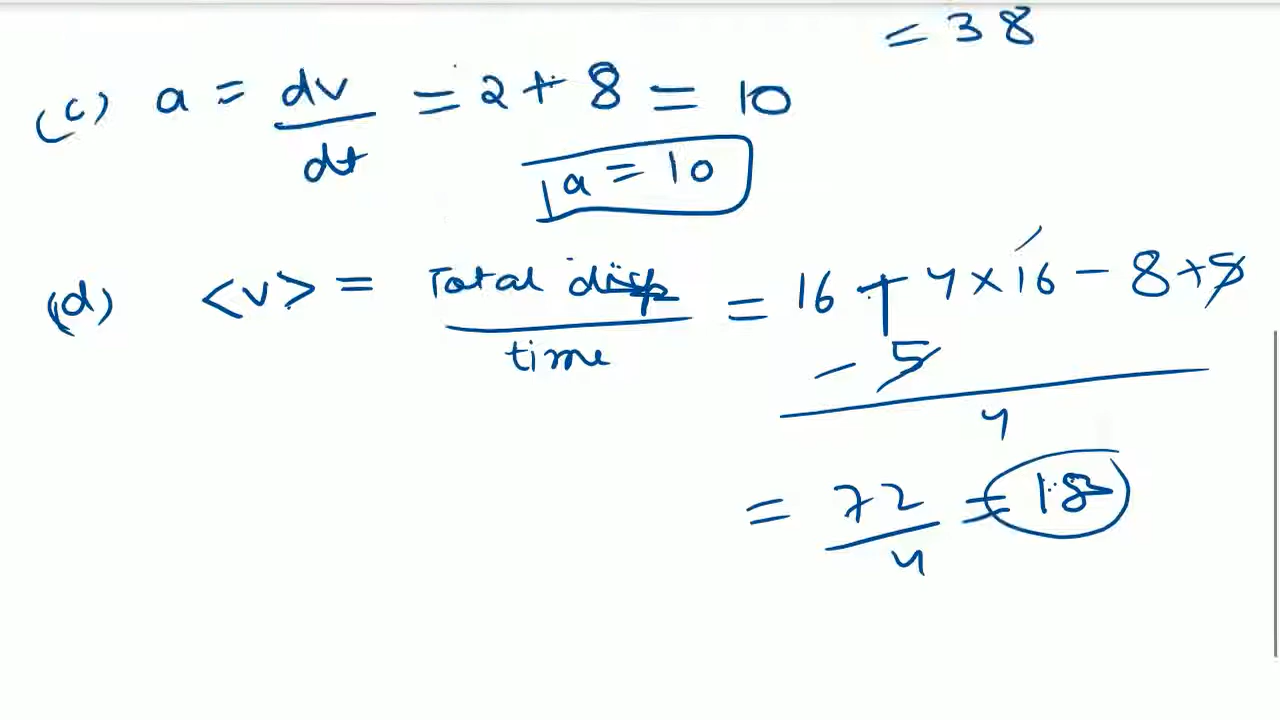 = 38
(c) a = dv/dt = 2 + 8 = 10
a = 10
(d) <v> = Total disp/time = 16 + 4 × 16 - 8 + 5
- 5
4
= 72/4 = 18